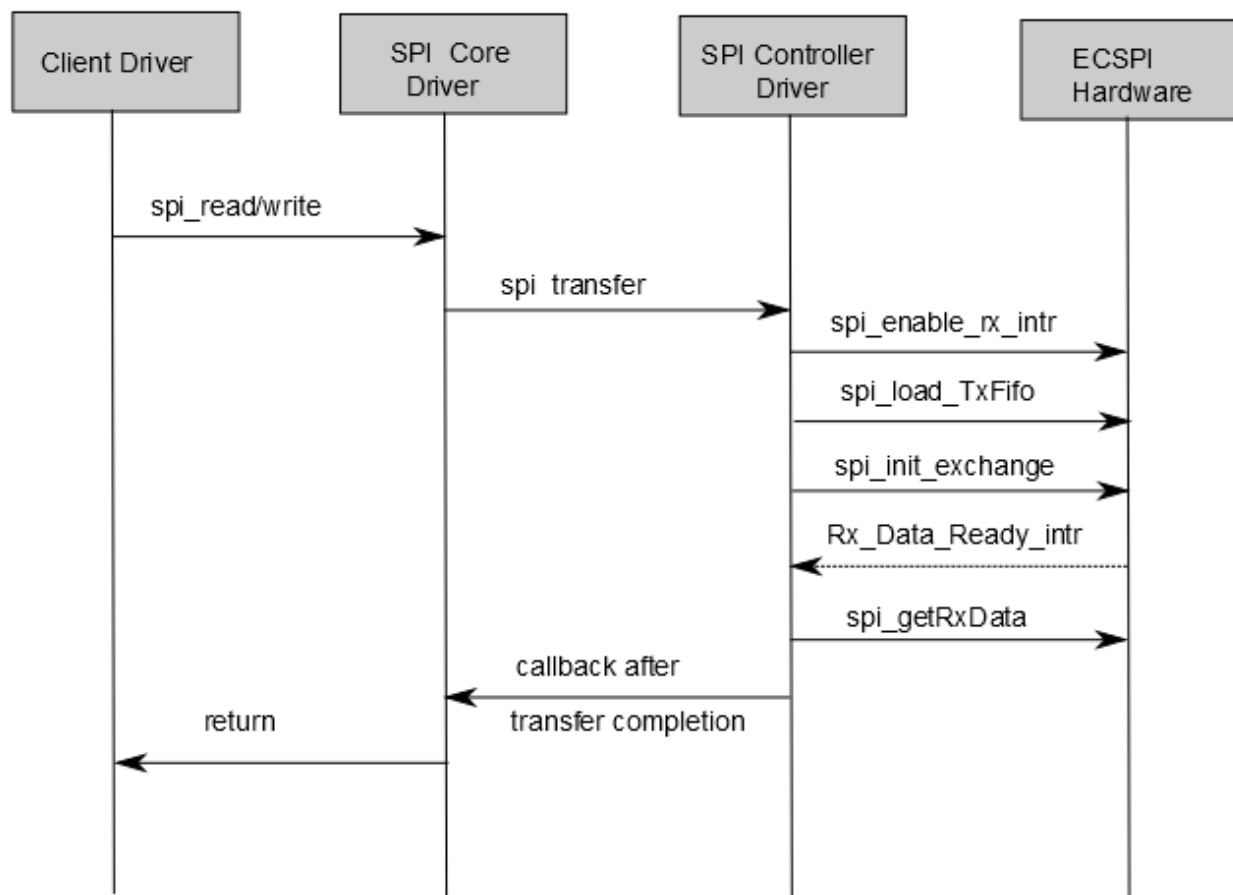 Client Driver
SPI Core
Driver
SPI Controller
Driver
ECSPI
Hardware
spi_read/write
spi transfer
spi_enable_rx_intr
spi_load_TxFifo
spi_init_exchange
Rx_Data_Ready_intr
spi_getRxData
callback after
transfer completion
return